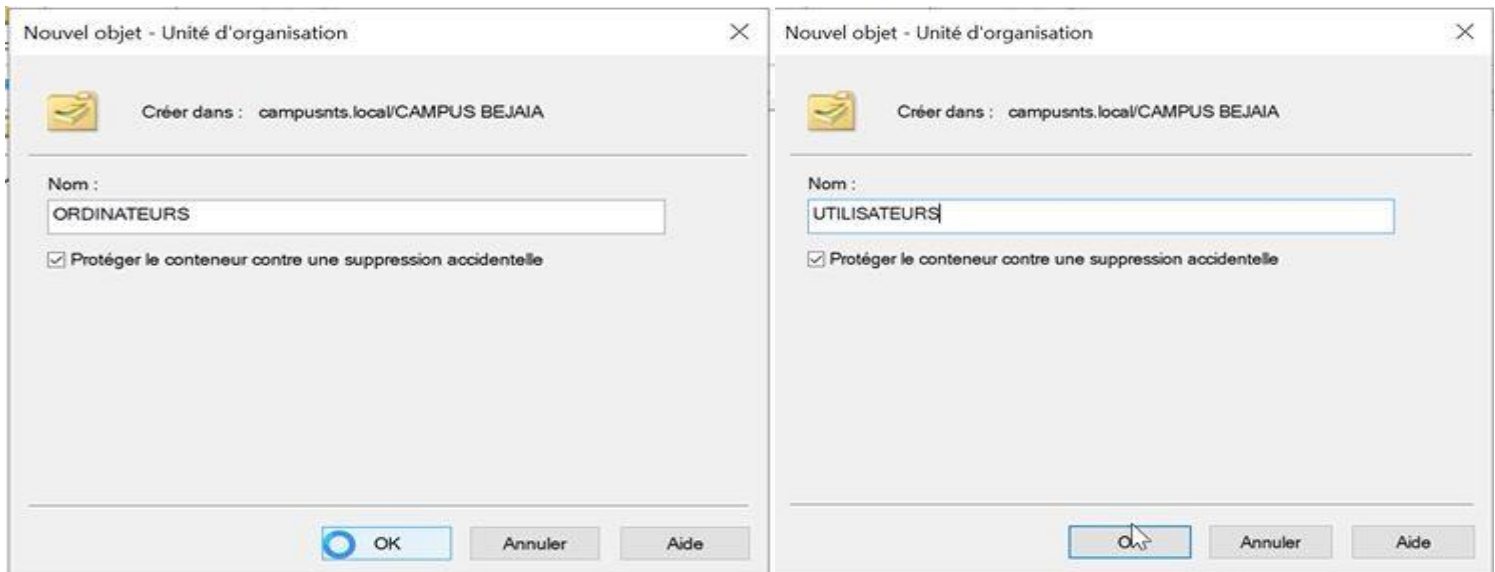 Nouvel objet - Unité d'organisation
Créer dans : campusnts.local/CAMPUS BEJAIA
Nom :
ORDINATEURS
Protéger le conteneur contre une suppression accidentelle
OK Annuler Aide
Nouvel objet - Unité d'organisation
Créer dans : campusnts.local/CAMPUS BEJAIA
Nom :
UTILISATEURS
Protéger le conteneur contre une suppression accidentelle
Annuler Aide